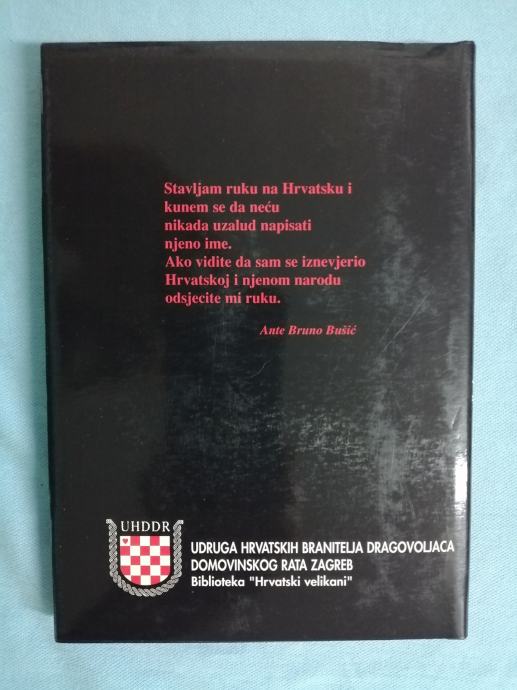 Stavljam ruku na Hrvatsku i
kunem se da neću
nikada uzalud napisati
njeno ime.
Ako vidite da sam se iznevjerio
Hrvatskoj i njenom narodu
odsjecite mi ruku.
Ante Bruno Bušić
UHDDR
UDRUGA HRVATSKIH BRANITELJA DRAGOVOLJACA
DOMOVINSKOG RATA ZAGREB
Biblioteka "Hrvatski velikani"